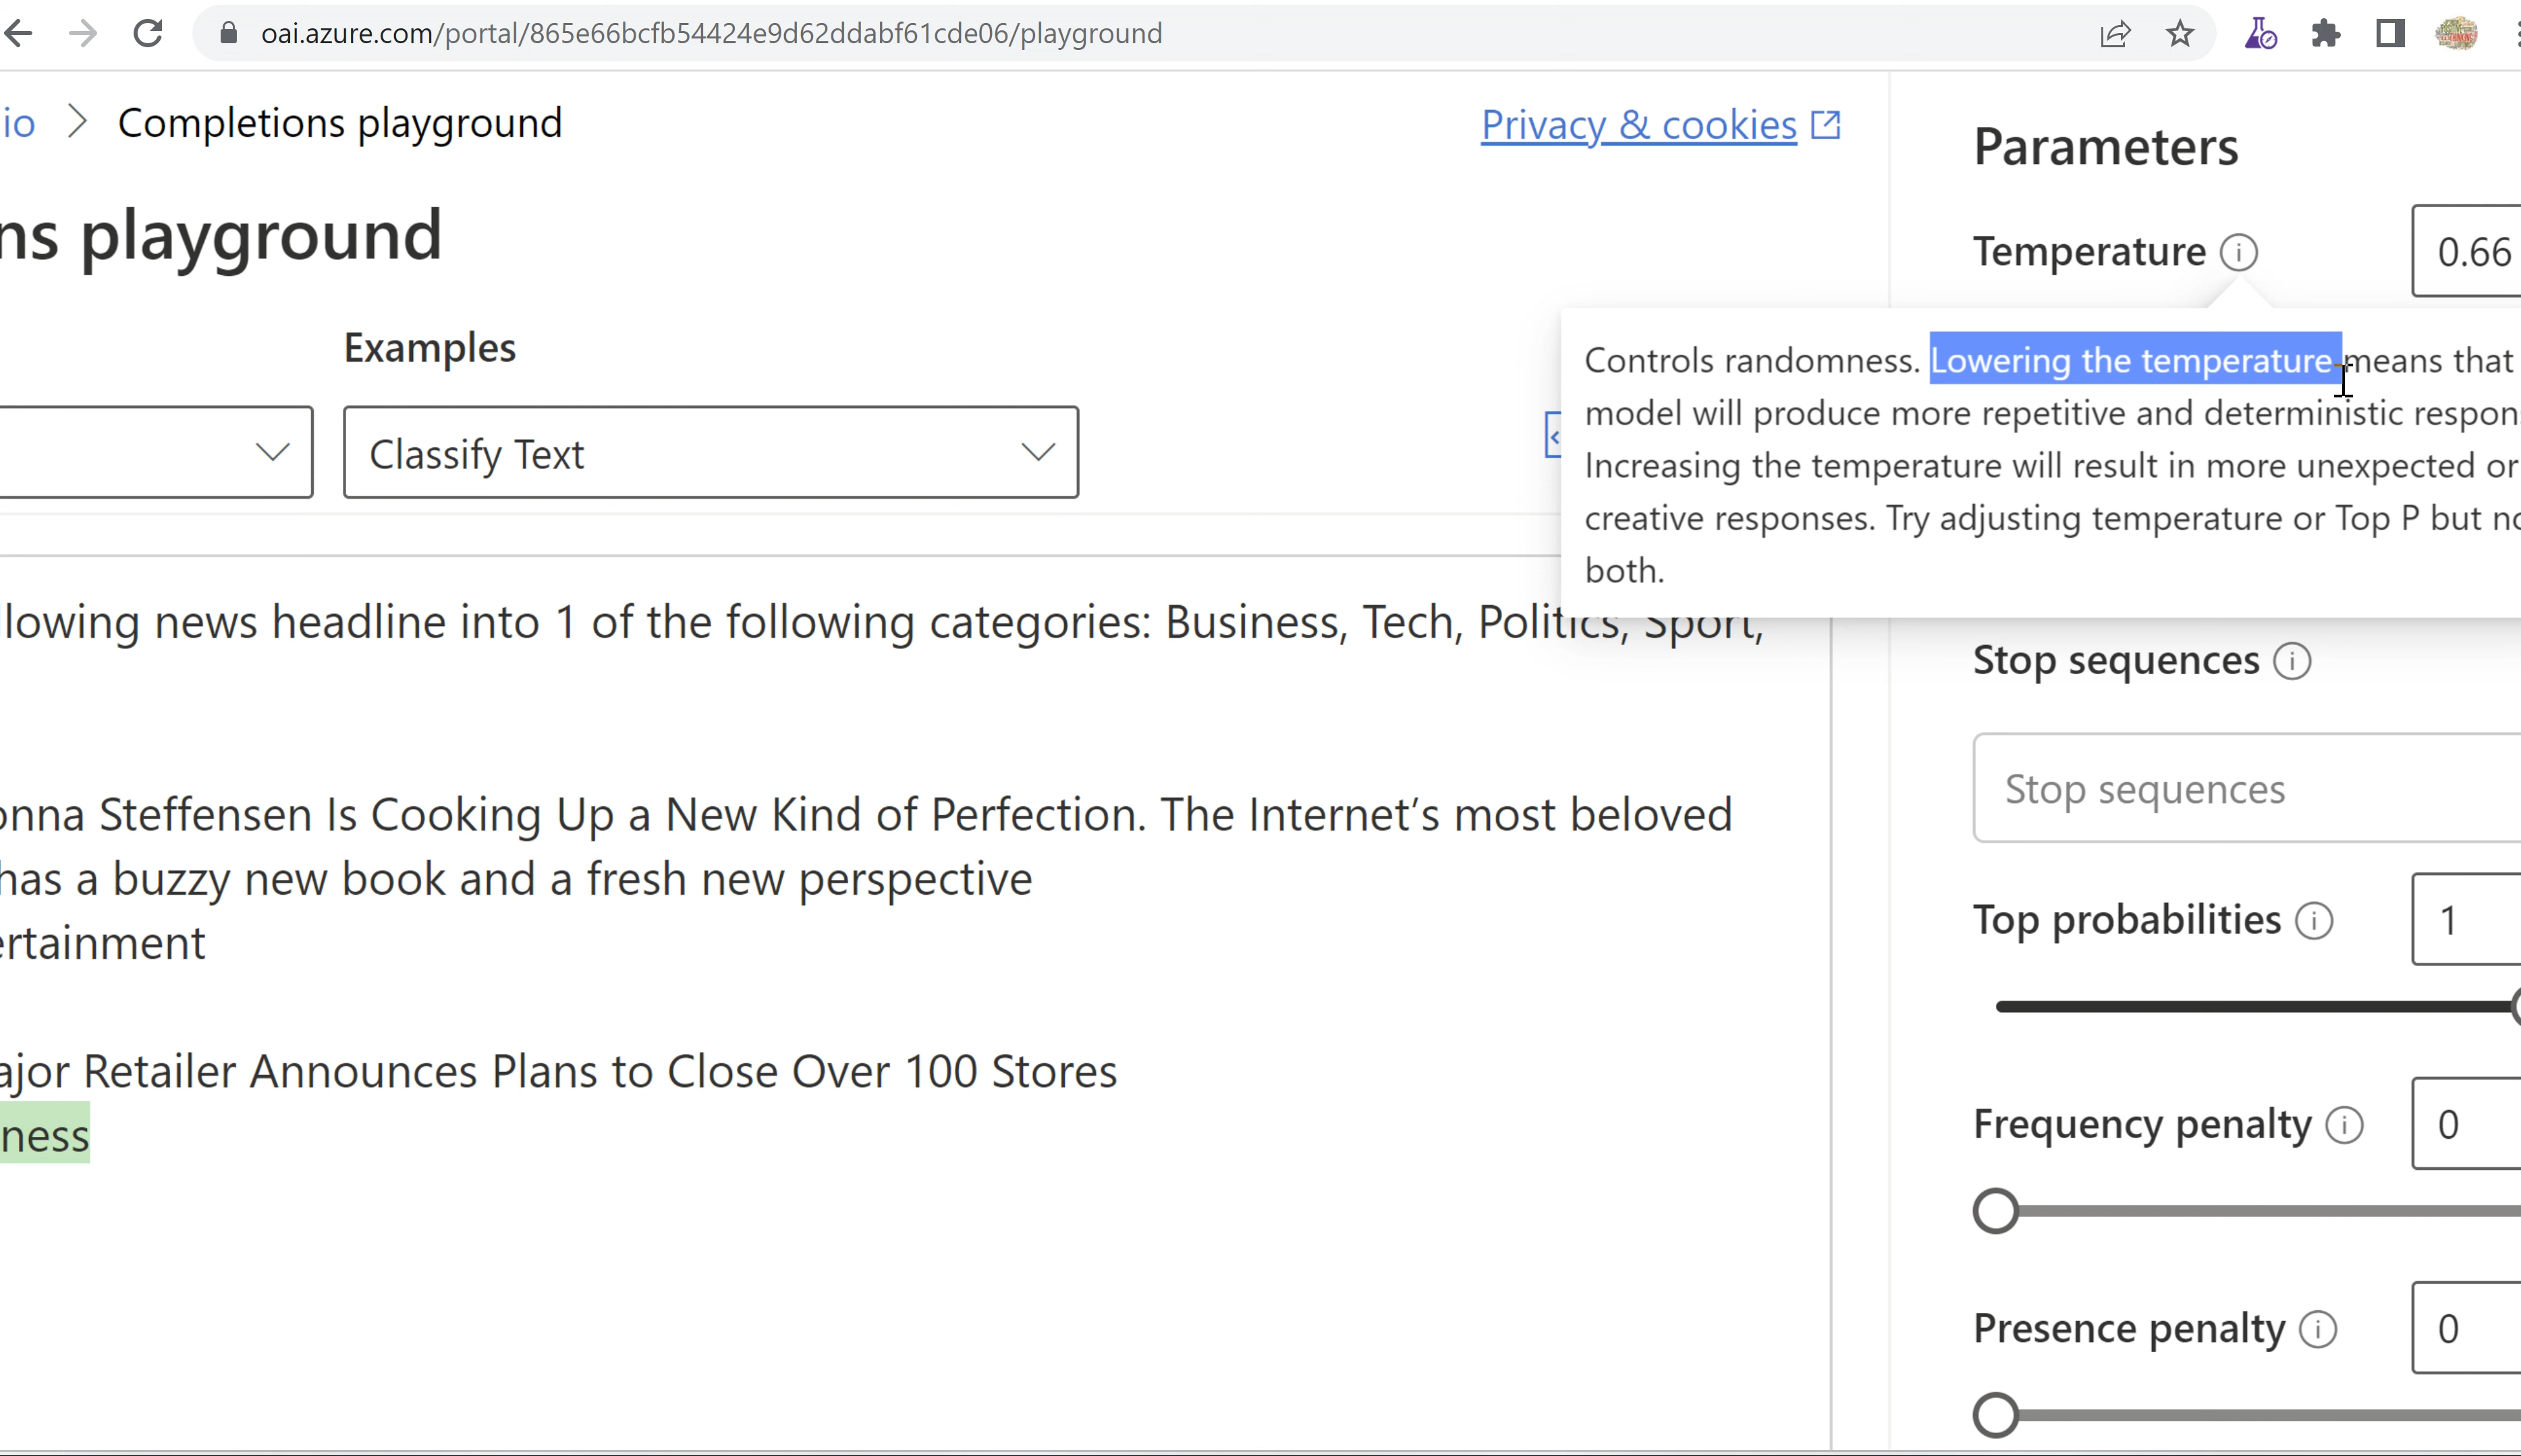 oai.azure.com/portal/865e66bcfb54424e9d62ddabf61cde06/playground
io > Completions playground
Privacy & cookies
ns playground
Examples
Classify Text
lowing news headline into 1 of the following categories: Business, Tech, Politics, Sport,
onna Steffensen Is Cooking Up a New Kind of Perfection. The Internet's most beloved
has a buzzy new book and a fresh new perspective
ertainment
ajor Retailer Announces Plans to Close Over 100 Stores
ness
Parameters
Temperature
0.66
Controls randomness. Lowering the temperature means that
model will produce more repetitive and deterministic respon
Increasing the temperature will result in more unexpected or
creative responses. Try adjusting temperature or Top P but no
both.
Stop sequences
Stop sequences
Top probabilities
1
Frequency penalty
0
Presence penalty
0